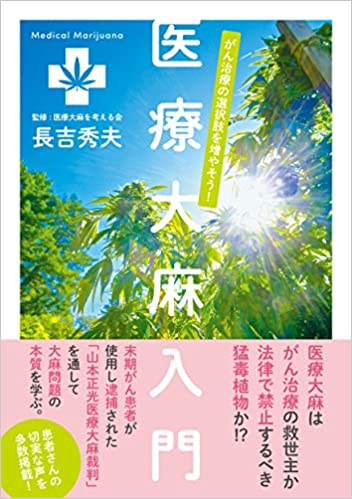 Medical Marijuana
監修:医療大麻を考える会
長吉秀夫
がん治療の選択肢を増やそう!
医療大麻入門
医療大麻は
がん治療の救世主か
法律で禁止するべき
猛毒植物か!?
末期がん患者が
使用し逮捕された
「山本正光医療大麻裁判」
を通して
大麻問題の
本質を学ぶ。
患者さんの
切実な声を
多数掲載!